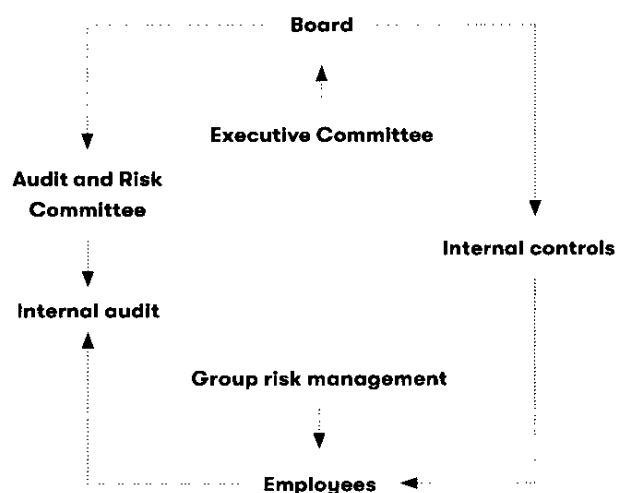 Board
Executive Committee
Audit and Risk
Committee
Internal controls
Internal audit
Group risk management
Employees